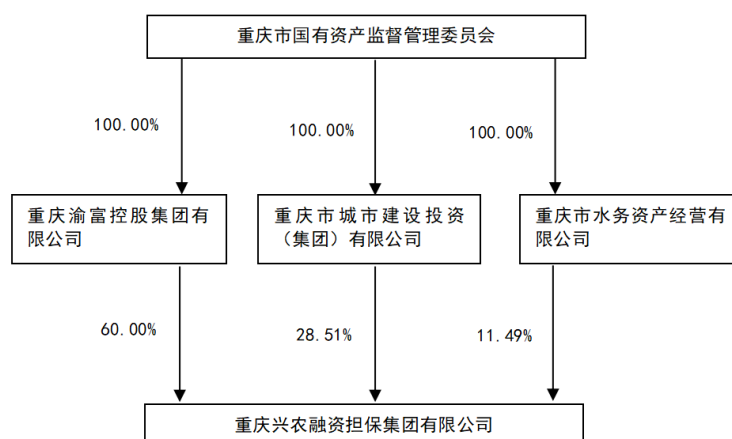 重庆市国有资产监督管理委员会
100.00%
100.00%
100.00%
重庆渝富控股集团有
限公司
重庆市城市建设投资
（集团）有限公司
重庆市水务资产经营有
限公司
60.00%
28.51%
11.49%
重庆兴农融资担保集团有限公司